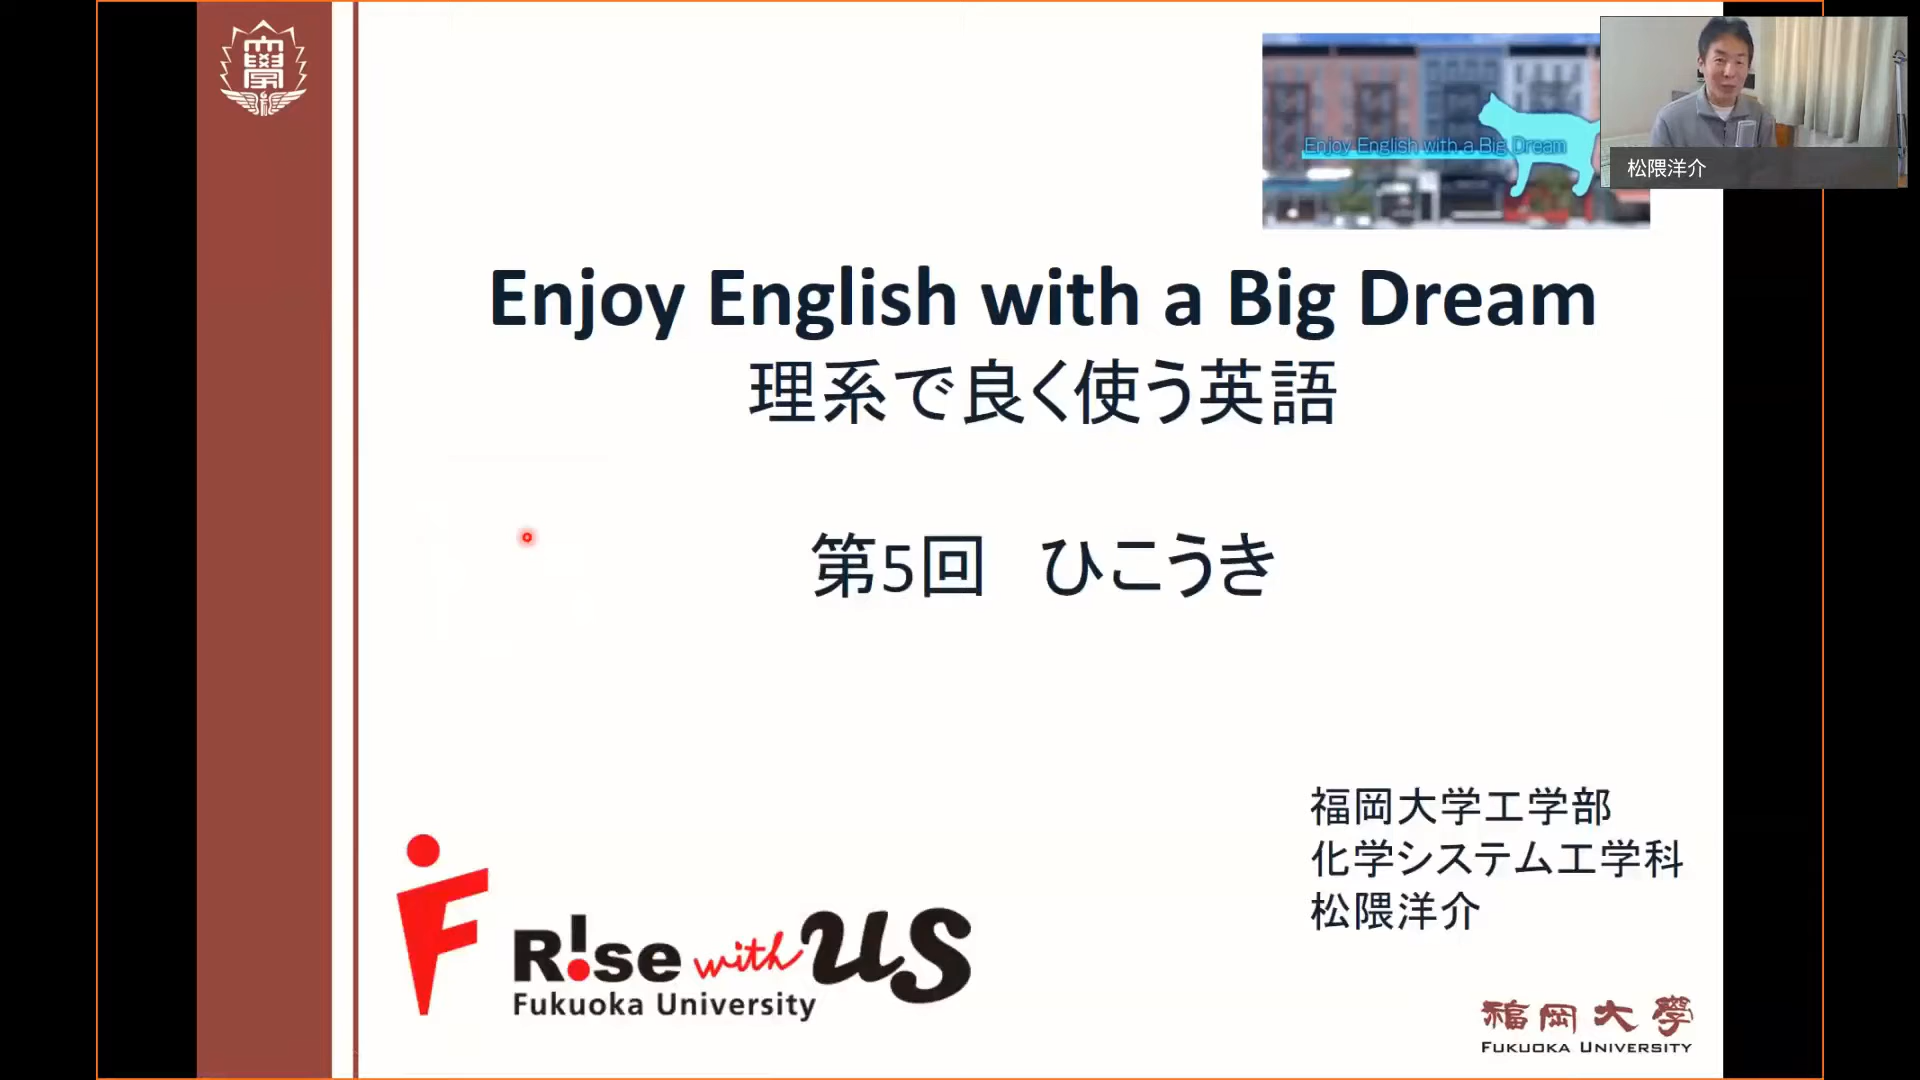 大學
福
Enjoy English with a Big Dream
松隈洋介
Enjoy English with a Big Dream
理系で良く使う英語
第5回 ひこうき
福岡大学工学部
化学システム工学科
松隈洋介
R!se with US
Fukuoka University
福岡大學
FUKUOKA UNIVERSITY